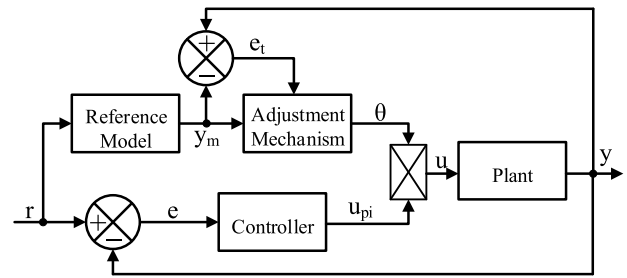 +
−
e_t
Reference
Model
y_m
Adjustment
Mechanism
θ
r
+
−
e
Controller
u_pi
u
Plant
y